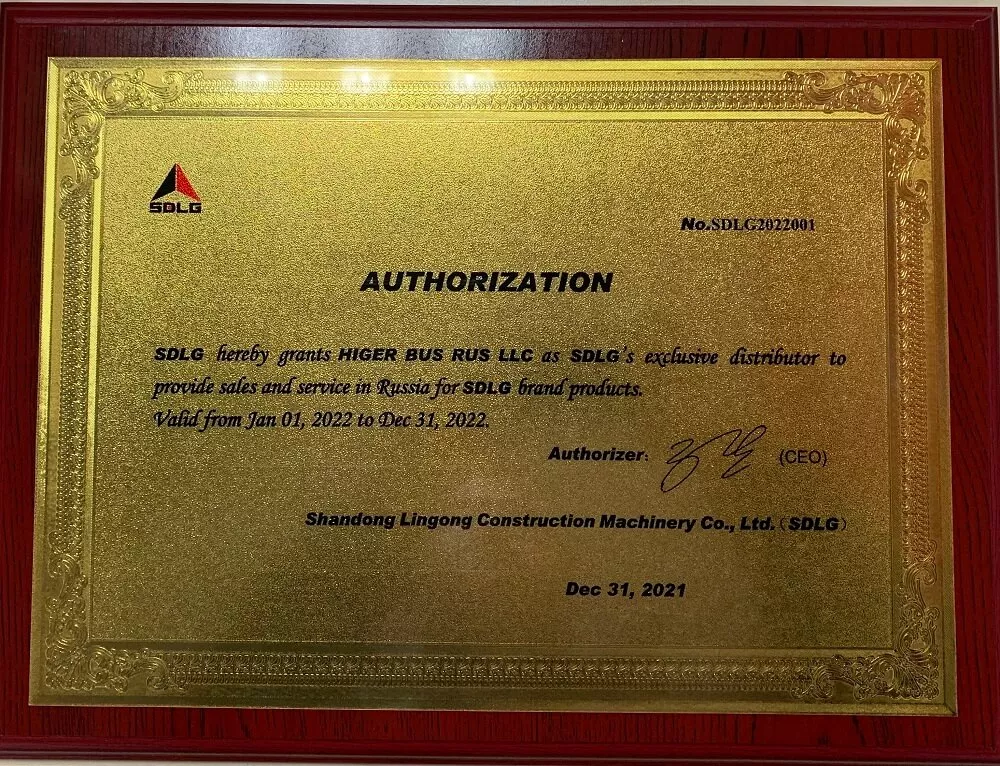 SDLG
No.SDLG2022001
AUTHORIZATION
SDLG hereby grants HIGER BUS RUS LLC as SDLG's exclusive distributor to
provide sales and service in Russia for SDLG brand products.
Valid from Jan 01, 2022 to Dec 31, 2022.
Authorizer: (CEO)
Shandong Lingong Construction Machinery Co., Ltd.（SDLG）
Dec 31, 2021